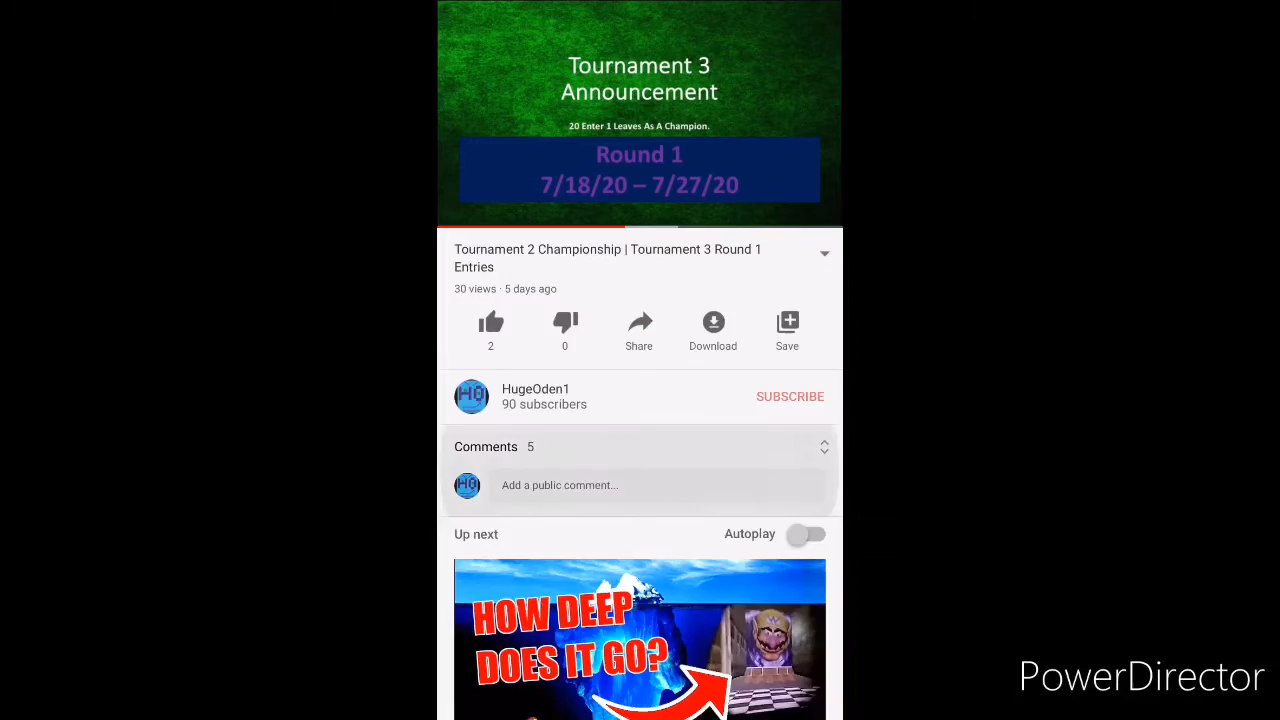 Tournament 3
Announcement
20 Enter 1 Leaves As A Champion.
Round 1
7/18/20 – 7/27/20
Tournament 2 Championship | Tournament 3 Round 1
Entries
30 views · 5 days ago
2
0
Share
Download
Save
HQ
HugeOden1
90 subscribers
SUBSCRIBE
Comments 5
HQ
Add a public comment...
Up next
Autoplay
HOW DEEP
DOES IT GO?
PowerDirector